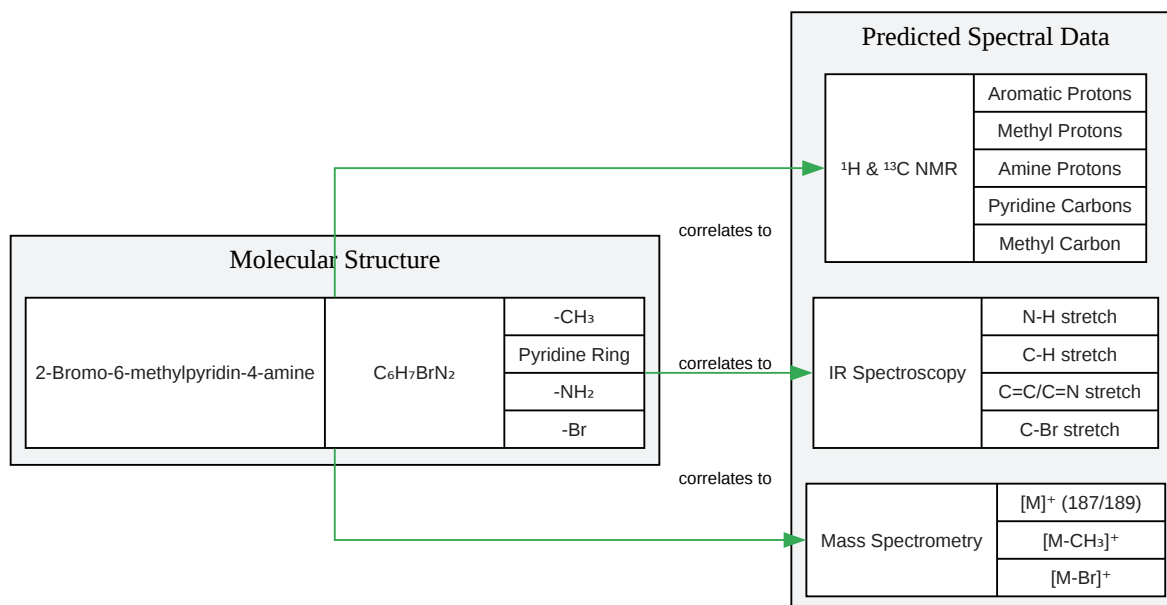 Predicted Spectral Data
¹H & ¹³C NMR
Aromatic Protons
Methyl Protons
Amine Protons
Pyridine Carbons
Methyl Carbon
correlates to
Molecular Structure
2-Bromo-6-methylpyridin-4-amine
C₆H₇BrN₂
-CH₃
Pyridine Ring
-NH₂
-Br
correlates to
IR Spectroscopy
N-H stretch
C-H stretch
C=C/C=N stretch
C-Br stretch
correlates to
Mass Spectrometry
[M]⁺ (187/189)
[M-CH₃]⁺
[M-Br]⁺